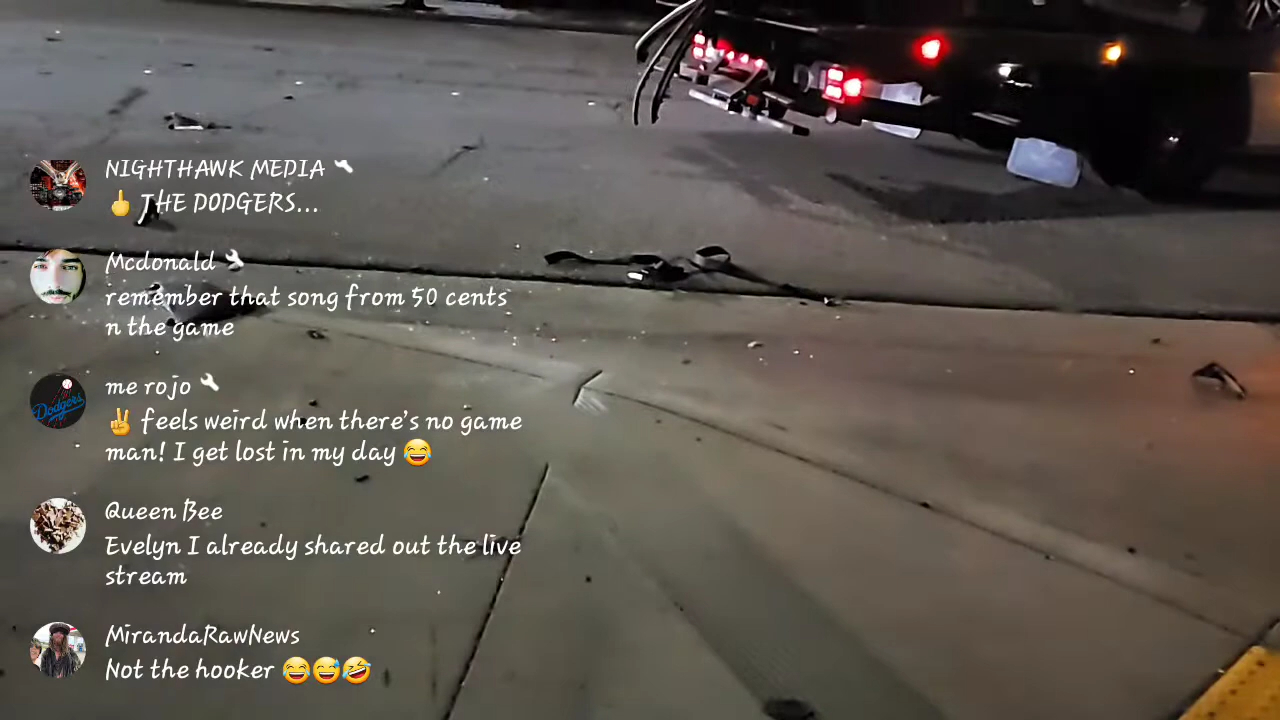 NIGHTHAWK MEDIA 🔧
🖕 THE DODGERS...
Mcdonald 🔧
remember that song from 50 cents
n the game
Dodgers
me rojo 🔧
✌️ feels weird when there's no game
man! I get lost in my day 😂
Queen Bee
Evelyn I already shared out the live
stream
MirandaRawNews
Not the hooker 😂😅🤣